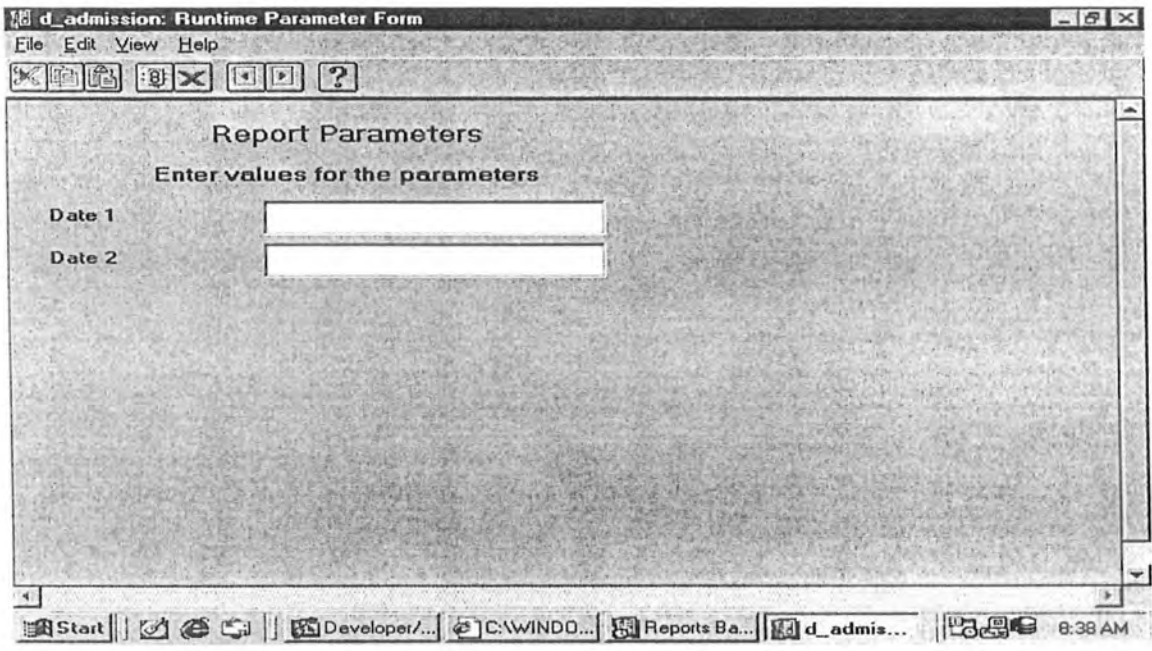 d_admission: Runtime Parameter Form
File Edit View Help
Report Parameters
Enter values for the parameters
Date 1
Date 2
Start Developer/... C:\WINDO... Reports Ba... d_admis... 8:38 AM